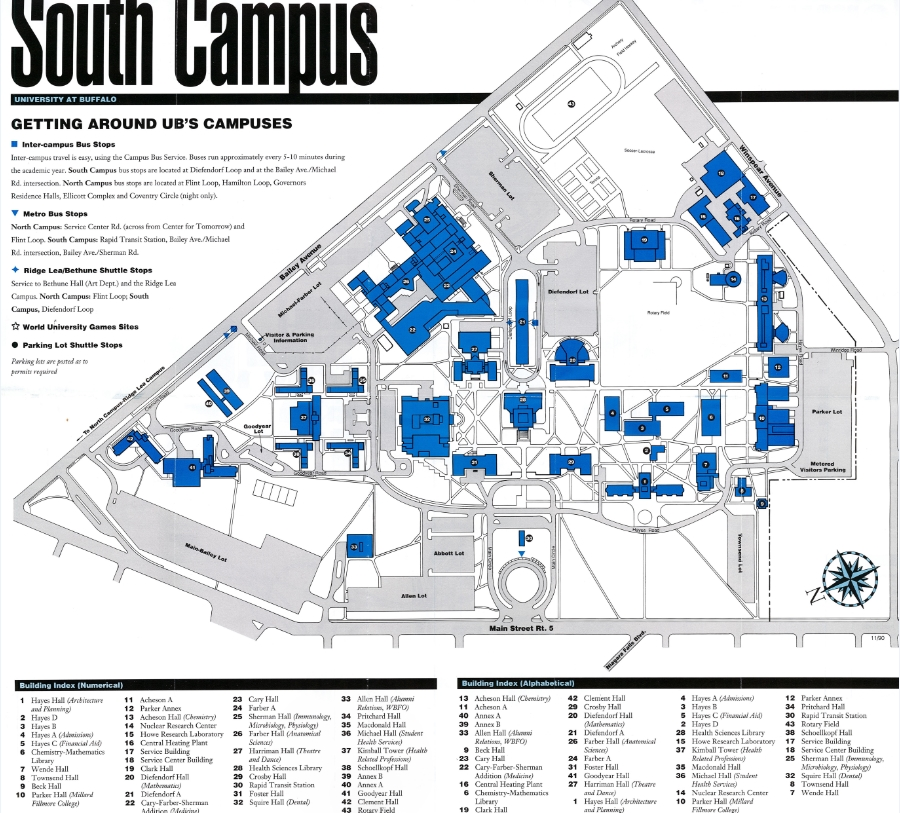 South Campus
UNIVERSITY AT BUFFALO
GETTING AROUND UB'S CAMPUSES
Inter-campus Bus Stops
Inter-campus travel is easy, using the Campus Bus Service. Buses run approximately every 5-10 minutes during
the academic year. South Campus bus stops are located at Diefendorf Loop and at the Bailey Ave./Michael
Rd. intersection. North Campus bus stops are located at Flint Loop, Hamilton Loop, Governors
Residence Halls, Ellicott Complex and Coventry Circle (night only).
Metro Bus Stops
North Campus: Service Center Rd. (across from Center for Tomorrow) and
Flint Loop. South Campus: Rapid Transit Station, Bailey Ave./Michael
Rd. intersection, Bailey Ave./Sherman Rd.
Ridge Lea/Bethune Shuttle Stops
Service to Bethune Hall (Art Dept.) and the Ridge Lea
Campus. North Campus: Flint Loop; South
Campus, Diefendorf Loop
World University Games Sites
Parking Lot Shuttle Stops
Parking lots are posted as to
permits required
Archery
Field Hockey
Soccer-Lacrosse
Winspear Avenue
Sherman Lot
Rotary Road
Bailey Avenue
Michael-Farber Lot
Diefendorf Lot
Rotary Field
Visitor & Parking
Information
Winridge Road
To North Campus-Ridge Lea Campus
Goodyear Road
Goodyear
Lot
Goodyear Road
Parker Lot
Metered
Visitors Parking
Hayes Road
Main-Bailey Lot
Abbott Lot
Allen Lot
Townsend Lot
Main Street Rt. 5
Niagara Falls Blvd.
N
11/90
Building Index (Numerical)
1 Hayes Hall (Architecture
and Planning)
2 Hayes D
3 Hayes B
4 Hayes A (Admissions)
5 Hayes C (Financial Aid)
6 Chemistry-Mathematics
Library
7 Wende Hall
8 Townsend Hall
9 Beck Hall
10 Parker Hall (Millard
Fillmore College)
11 Acheson A
12 Parker Annex
13 Acheson Hall (Chemistry)
14 Nuclear Research Center
15 Howe Research Laboratory
16 Central Heating Plant
17 Service Building
18 Service Center Building
19 Clark Hall
20 Diefendorf Hall
(Mathematics)
21 Diefendorf A
22 Cary-Farber-Sherman
Addition (Medicine)
23 Cary Hall
24 Farber A
25 Sherman Hall (Immunology,
Microbiology, Physiology)
26 Farber Hall (Anatomical
Sciences)
27 Harriman Hall (Theatre
and Dance)
28 Health Sciences Library
29 Crosby Hall
30 Rapid Transit Station
31 Foster Hall
32 Squire Hall (Dental)
33 Allen Hall (Alumni
Relations, WBFO)
34 Pritchard Hall
35 Macdonald Hall
36 Michael Hall (Student
Health Services)
37 Kimball Tower (Health
Related Professions)
38 Schoellkopf Hall
39 Annex B
40 Annex A
41 Goodyear Hall
42 Clement Hall
43 Rotary Field
Building Index (Alphabetical)
13 Acheson Hall (Chemistry)
11 Acheson A
40 Annex A
39 Annex B
33 Allen Hall (Alumni
Relations, WBFO)
9 Beck Hall
23 Cary Hall
22 Cary-Farber-Sherman
Addition (Medicine)
16 Central Heating Plant
6 Chemistry-Mathematics
Library
19 Clark Hall
42 Clement Hall
29 Crosby Hall
20 Diefendorf Hall
(Mathematics)
21 Diefendorf A
26 Farber Hall (Anatomical
Sciences)
24 Farber A
31 Foster Hall
41 Goodyear Hall
27 Harriman Hall (Theatre
and Dance)
1 Hayes Hall (Architecture
and Planning)
4 Hayes A (Admissions)
3 Hayes B
5 Hayes C (Financial Aid)
2 Hayes D
28 Health Sciences Library
15 Howe Research Laboratory
37 Kimball Tower (Health
Related Professions)
35 Macdonald Hall
36 Michael Hall (Student
Health Services)
14 Nuclear Research Center
10 Parker Hall (Millard
Fillmore College)
12 Parker Annex
34 Pritchard Hall
30 Rapid Transit Station
43 Rotary Field
38 Schoellkopf Hall
17 Service Building
18 Service Center Building
25 Sherman Hall (Immunology,
Microbiology, Physiology)
32 Squire Hall (Dental)
8 Townsend Hall
7 Wende Hall